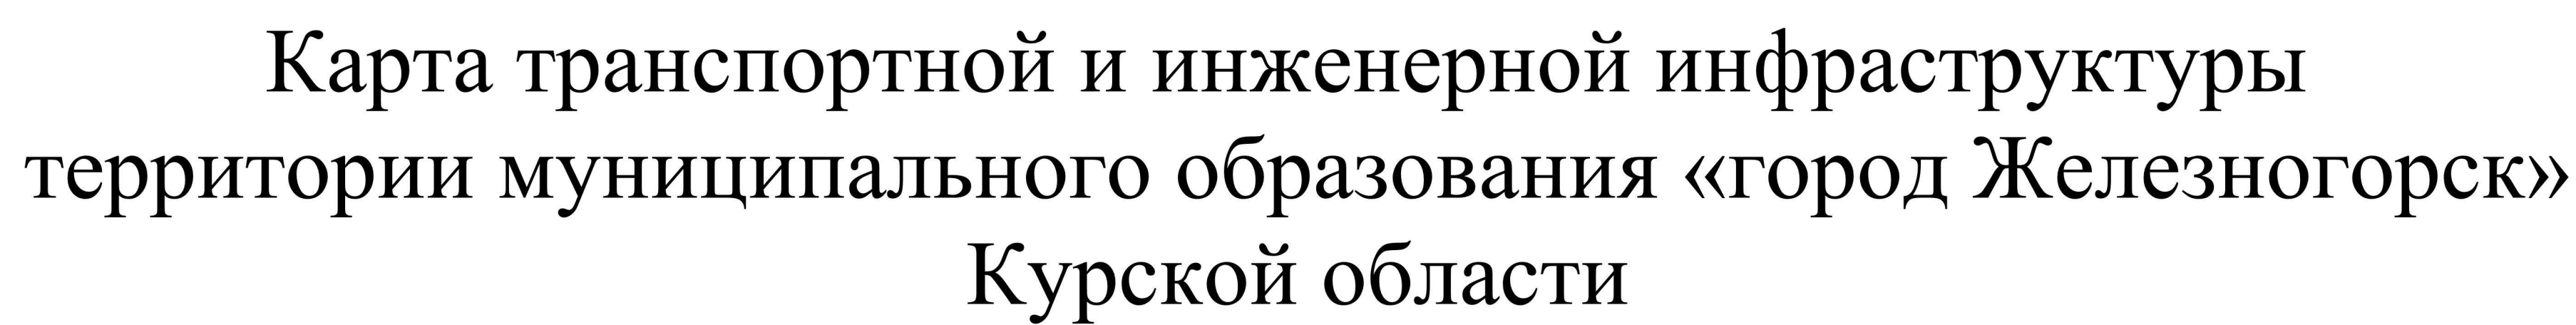 Карта транспортной и инженерной инфраструктуры
территории муниципального образования «город Железногорск»
Курской области